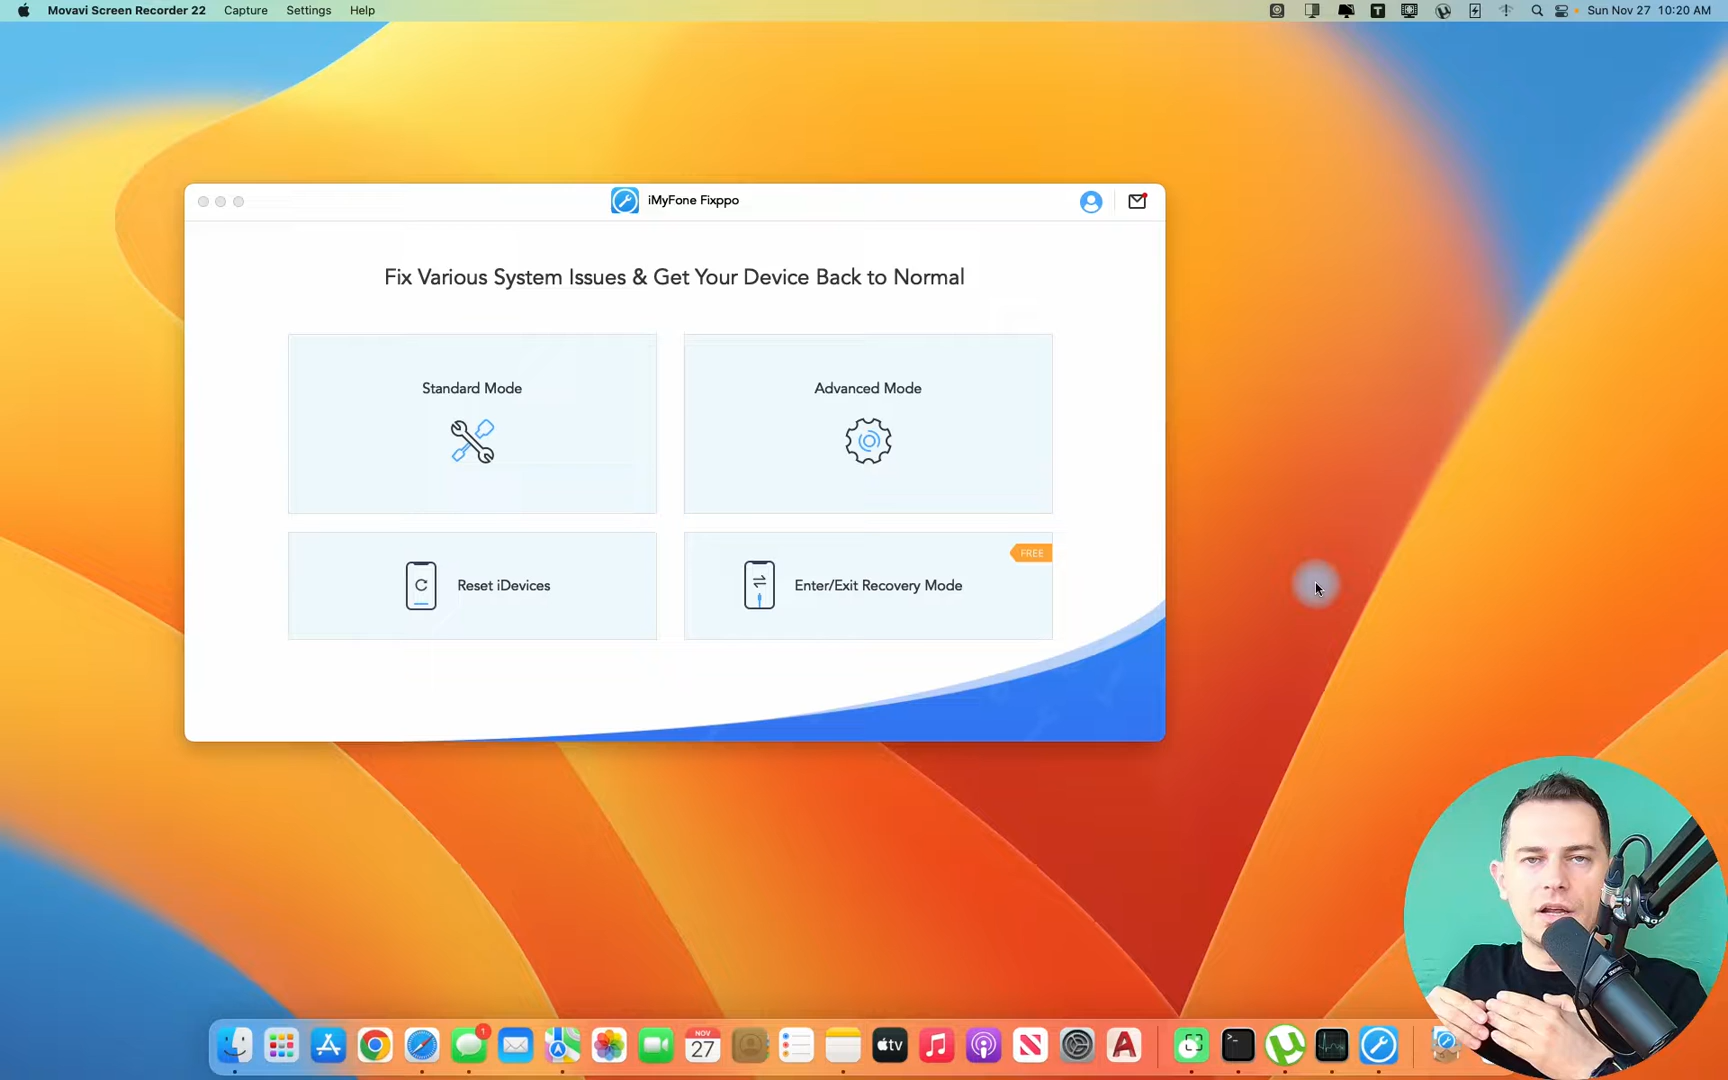 Movavi Screen Recorder 22 Capture Settings Help Sun Nov 27 10:20 AM
iMyFone Fixppo
Fix Various System Issues & Get Your Device Back to Normal
Standard Mode
Advanced Mode
FREE
Reset iDevices
Enter/Exit Recovery Mode
1
NOV
27
tv